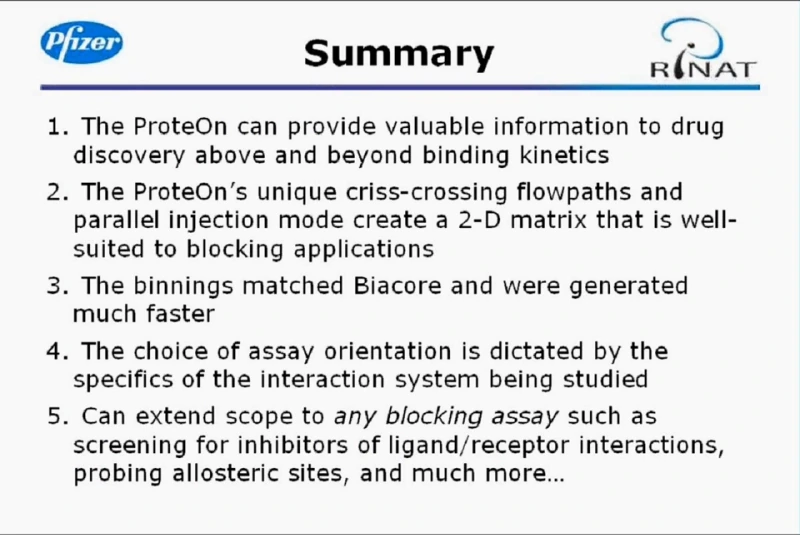 Pfizer
Summary
RINAT
1. The ProteOn can provide valuable information to drug
discovery above and beyond binding kinetics
2. The ProteOn’s unique criss-crossing flowpaths and
parallel injection mode create a 2-D matrix that is well-
suited to blocking applications
3. The binnings matched Biacore and were generated
much faster
4. The choice of assay orientation is dictated by the
specifics of the interaction system being studied
5. Can extend scope to any blocking assay such as
screening for inhibitors of ligand/receptor interactions,
probing allosteric sites, and much more…